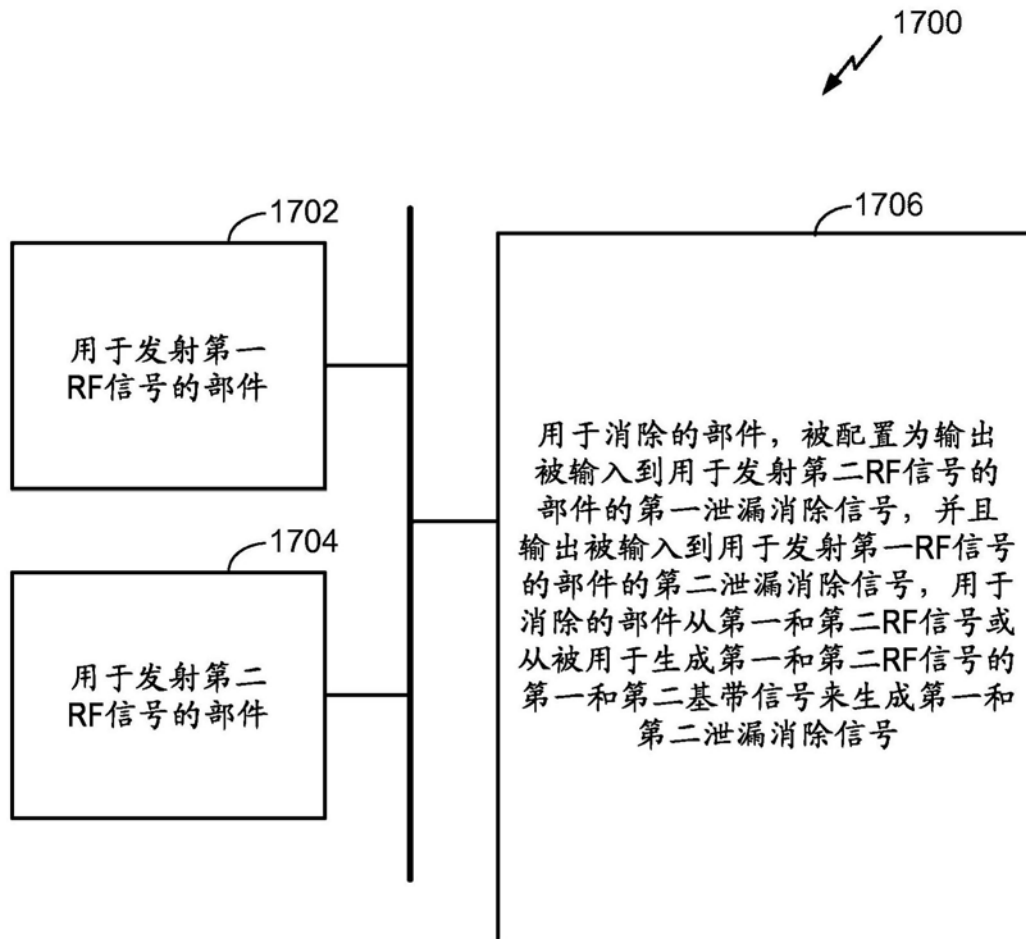 1700
1702
用于发射第一
RF信号的部件
1704
用于发射第二
RF信号的部件
1706
用于消除的部件，被配置为输出
被输入到用于发射第二RF信号的
部件的第一泄漏消除信号，并且
输出被输入到用于发射第一RF信号
的部件的第二泄漏消除信号，用于
消除的部件从第一和第二RF信号或
从被用于生成第一和第二RF信号的
第一和第二基带信号来生成第一和
第二泄漏消除信号